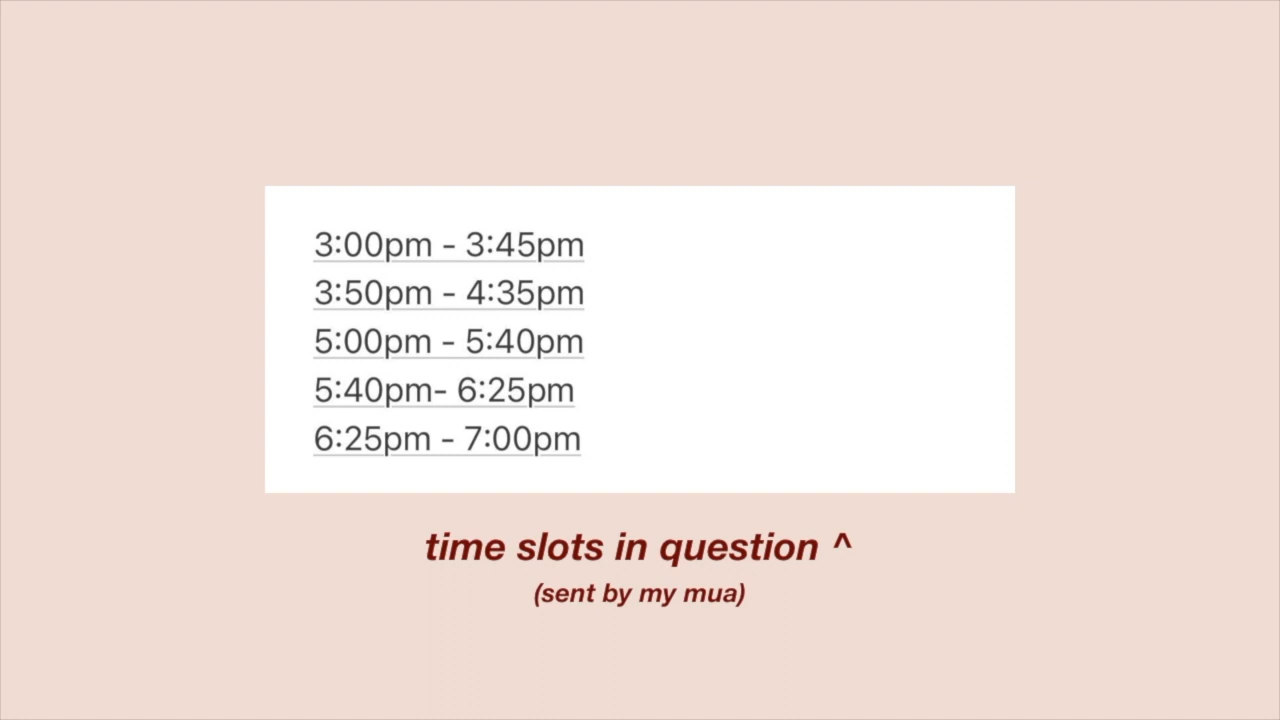 3:00pm - 3:45pm
3:50pm - 4:35pm
5:00pm - 5:40pm
5:40pm- 6:25pm
6:25pm - 7:00pm
time slots in question ^
(sent by my mua)